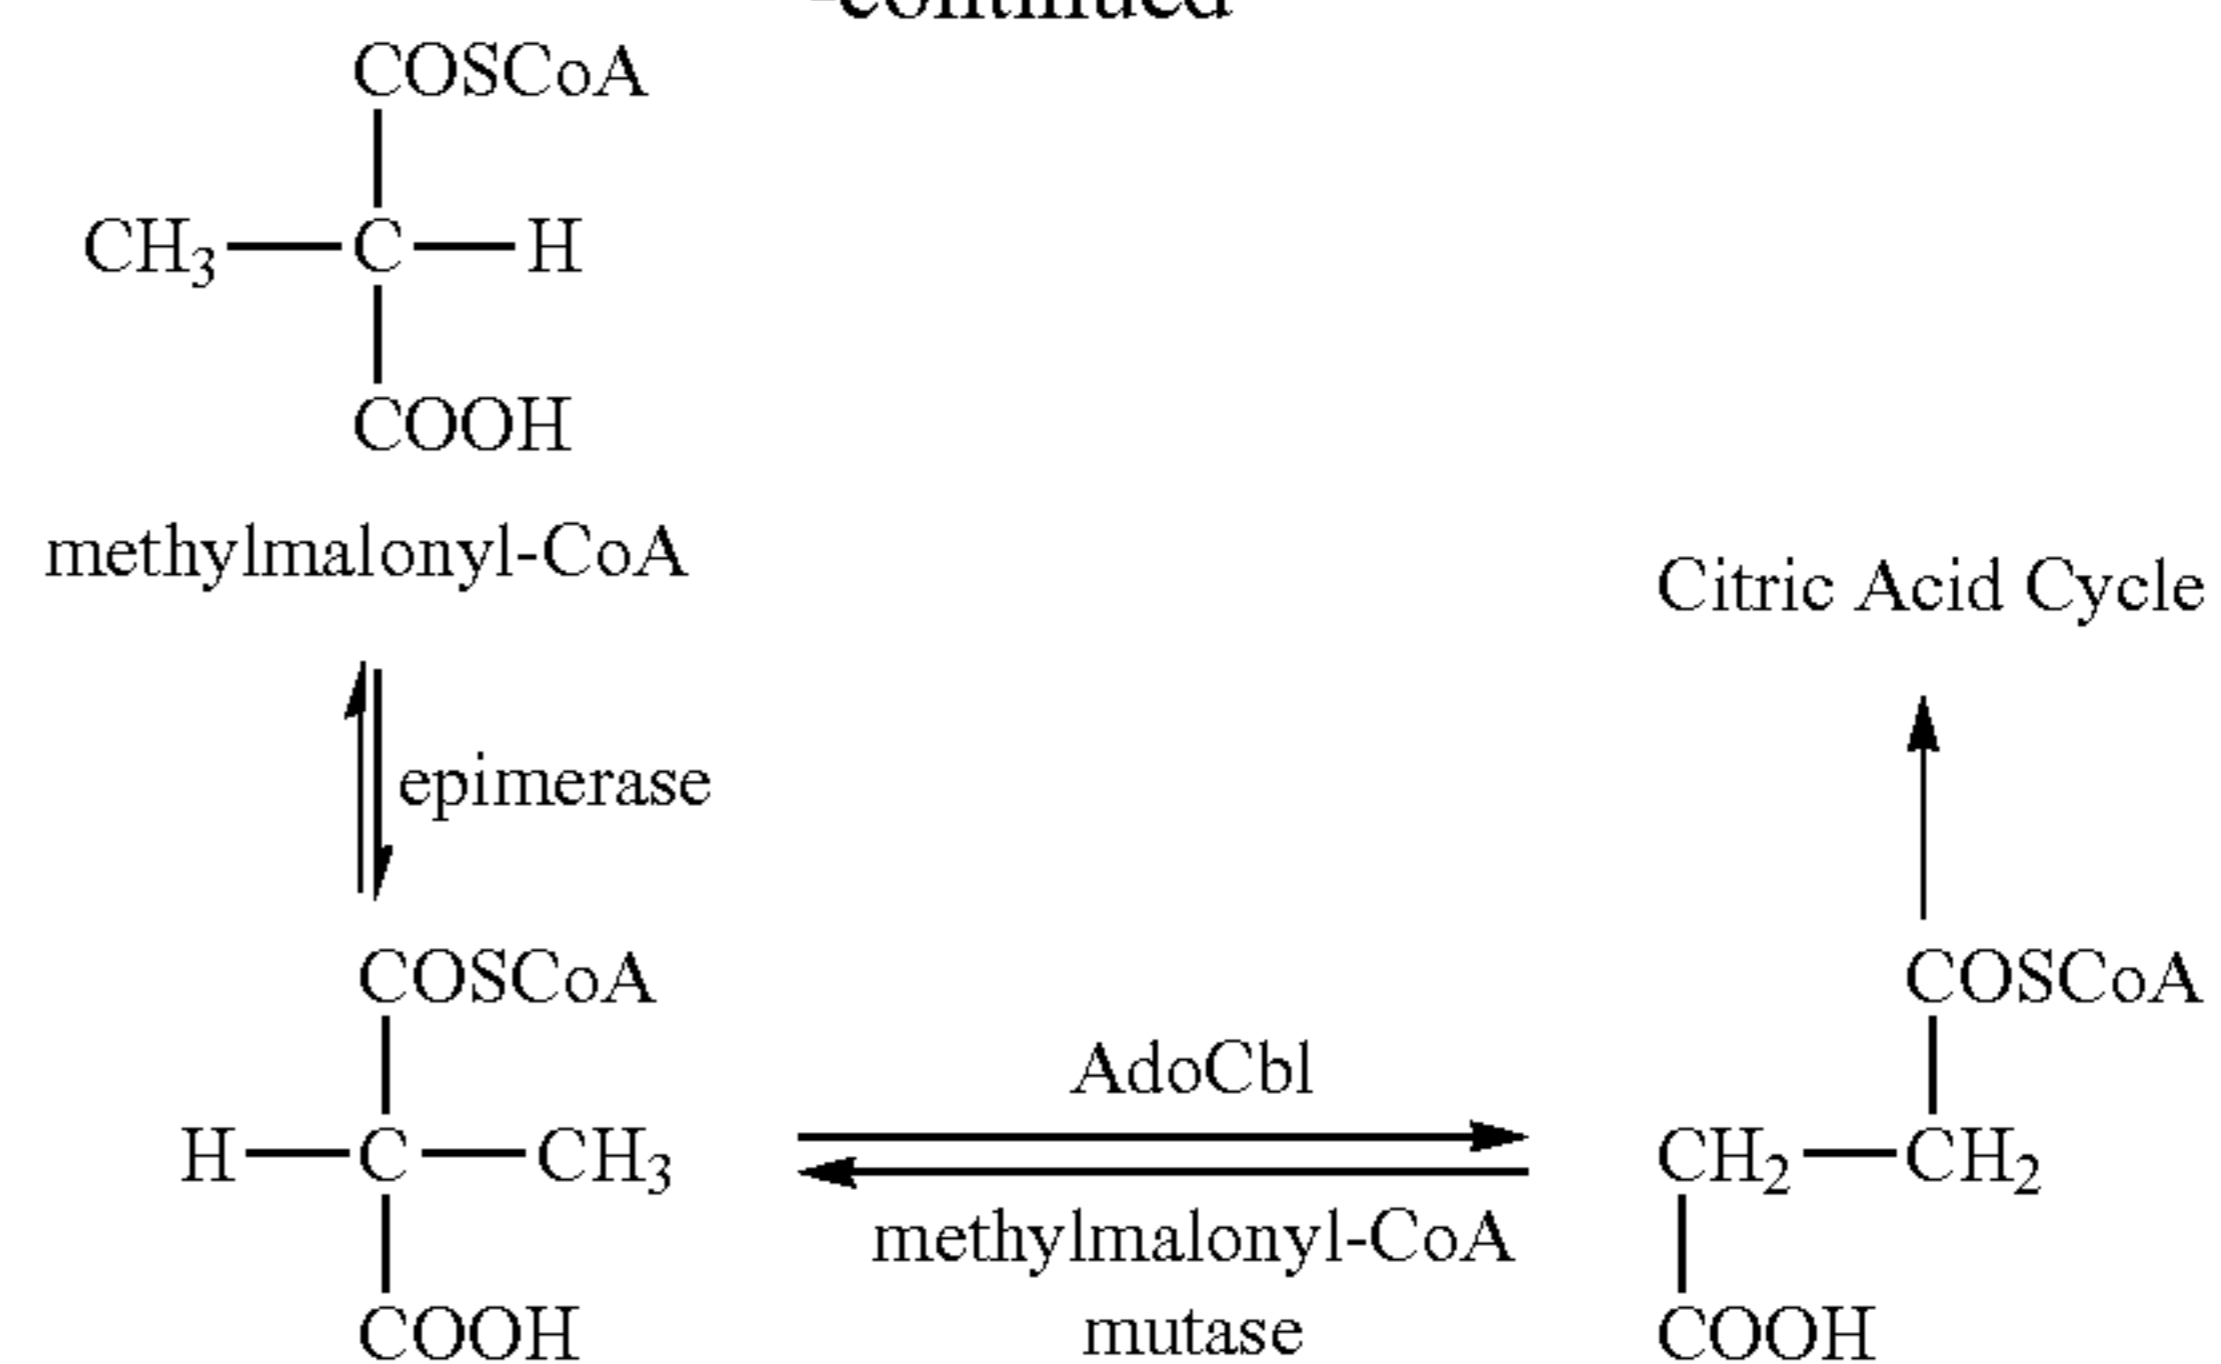 -continued
COSCoA
CH3—C—H
COOH
methylmalonyl-CoA
Citric Acid Cycle
epimerase
COSCoA
COSCoA
AdoCbl
H—C—CH3
CH2—CH2
methylmalonyl-CoA
mutase
COOH
COOH